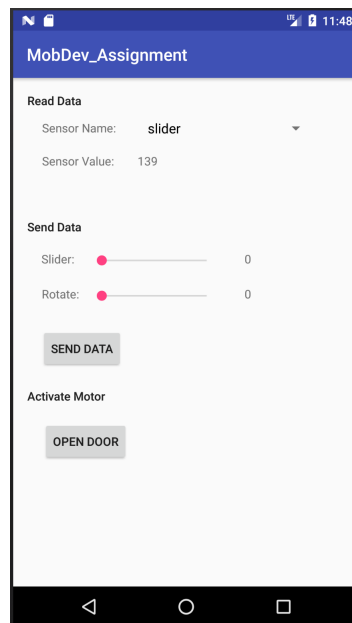 LTE 11:48
MobDev_Assignment
Read Data
Sensor Name: slider
Sensor Value: 139
Send Data
Slider: 0
Rotate: 0
SEND DATA
Activate Motor
OPEN DOOR